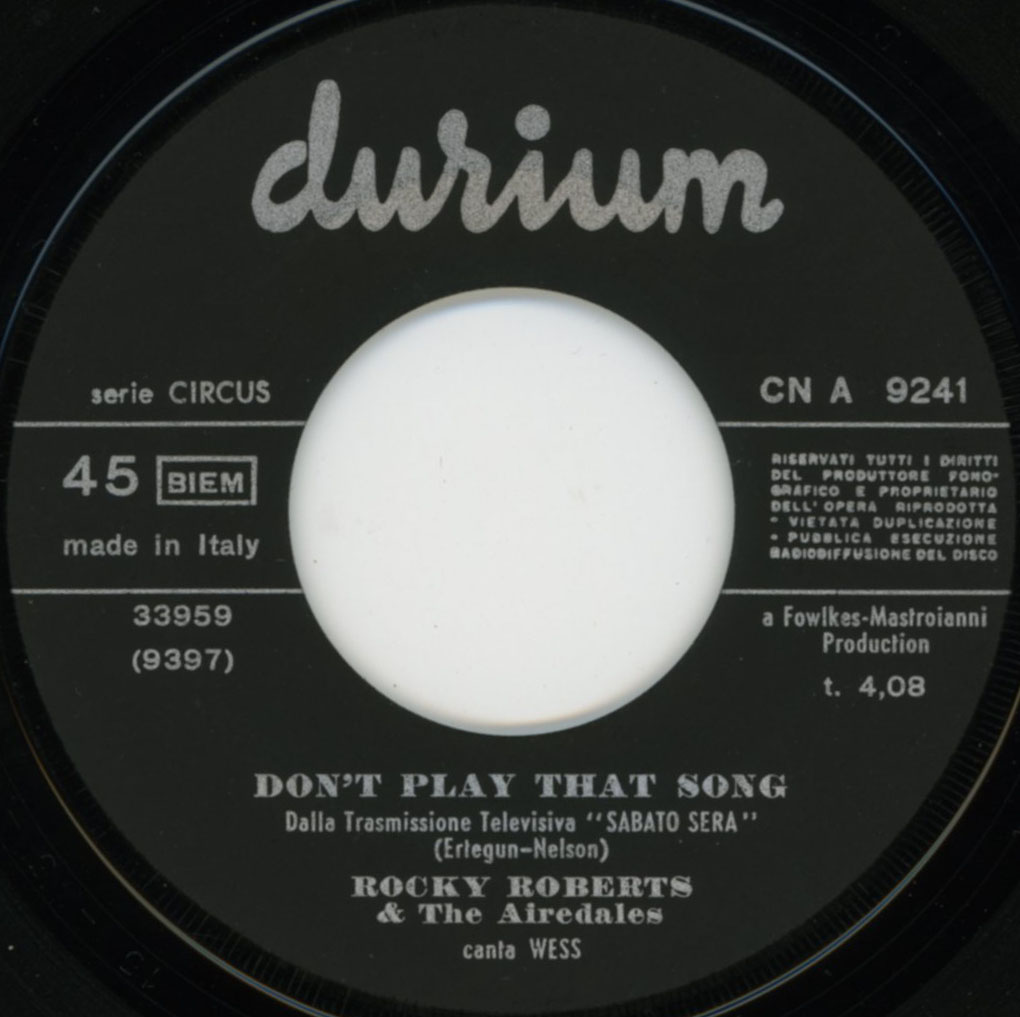 durium
serie CIRCUS
CN A 9241
45 BIEM
made in Italy
RISERVATI TUTTI I DIRITTI
DEL PRODUTTORE FONO-
GRAFICO E PROPRIETARIO
DELL'OPERA RIPRODOTTA
- VIETATA DUPLICAZIONE
- PUBBLICA ESECUZIONE
RADIODIFFUSIONE DEL DISCO
33959
(9397)
a Fowlkes-Mastroianni
Production
t. 4,08
DON'T PLAY THAT SONG
Dalla Trasmissione Televisiva "SABATO SERA"
(Ertegun-Nelson)
ROCKY ROBERTS
& The Airedales
canta WESS